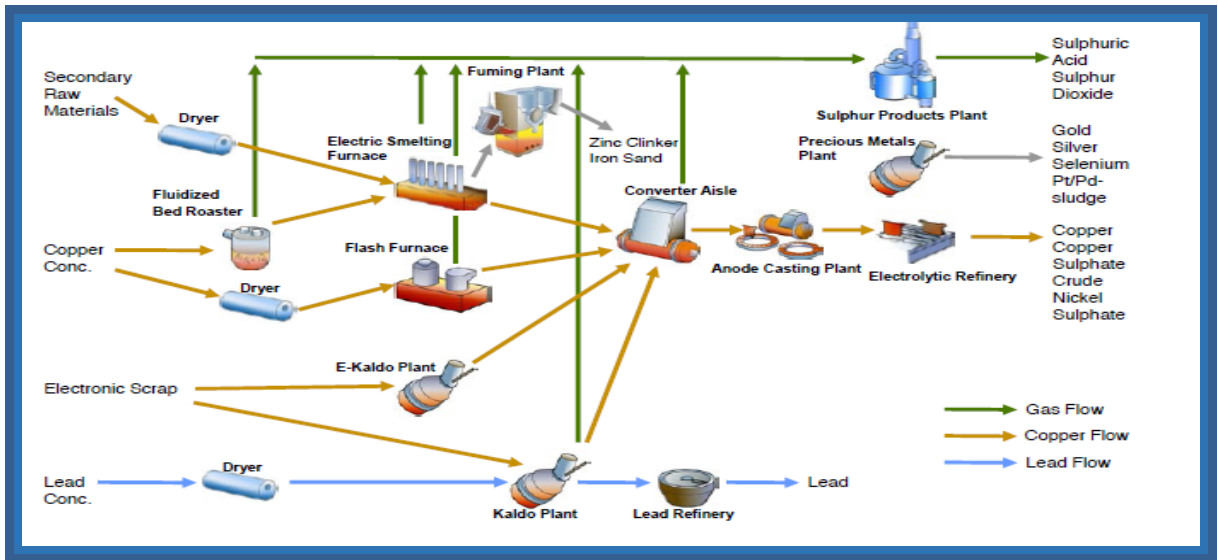 Secondary
Raw
Materials
Dryer
Fluidized
Bed Roaster
Copper
Conc.
Dryer
Electronic Scrap
Lead
Conc.
Dryer
Fuming Plant
Electric Smelting
Furnace
Zinc Clinker
Iron Sand
Flash Furnace
E-Kaldo Plant
Kaldo Plant
Converter Aisle
Anode Casting Plant
Electrolytic Refinery
Lead Refinery
Lead
Sulphur Products Plant
Precious Metals
Plant
Sulphuric
Acid
Sulphur
Dioxide
Gold
Silver
Selenium
Pt/Pd-
sludge
Copper
Copper
Sulphate
Crude
Nickel
Sulphate
Gas Flow
Copper Flow
Lead Flow